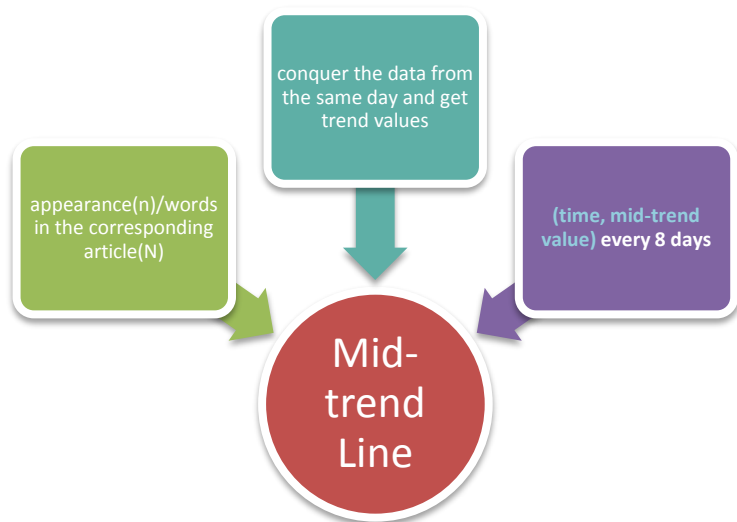 conquer the data from
the same day and get
trend values
appearance(n)/words
in the corresponding
article(N)
(time, mid-trend
value) every 8 days
Mid-
trend
Line